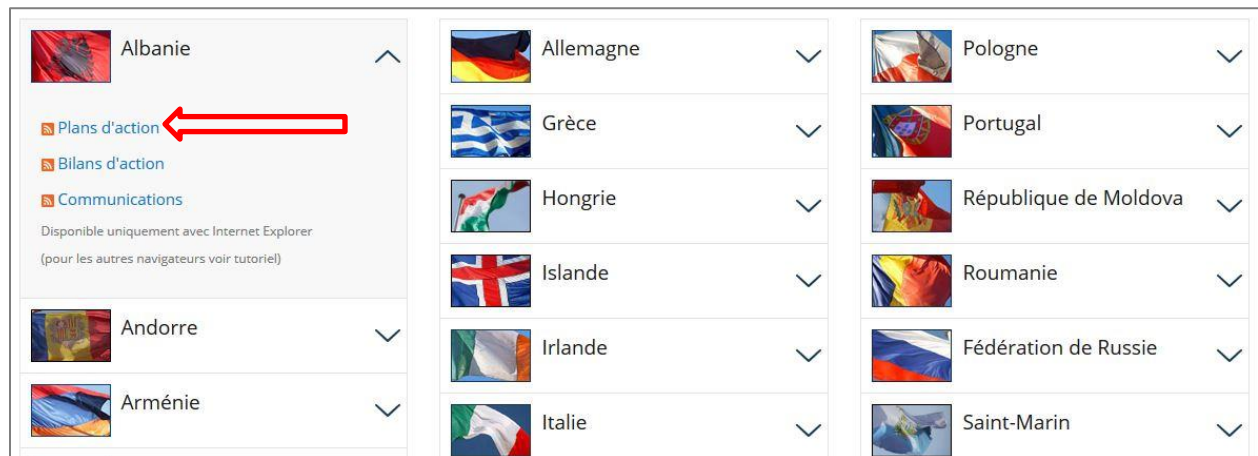 Albanie
Plans d'action
Bilans d'action
Communications
Disponible uniquement avec Internet Explorer
(pour les autres navigateurs voir tutoriel)
Andorre
Arménie
Allemagne
Grèce
Hongrie
Islande
Irlande
Italie
Pologne
Portugal
République de Moldova
Roumanie
Fédération de Russie
Saint-Marin